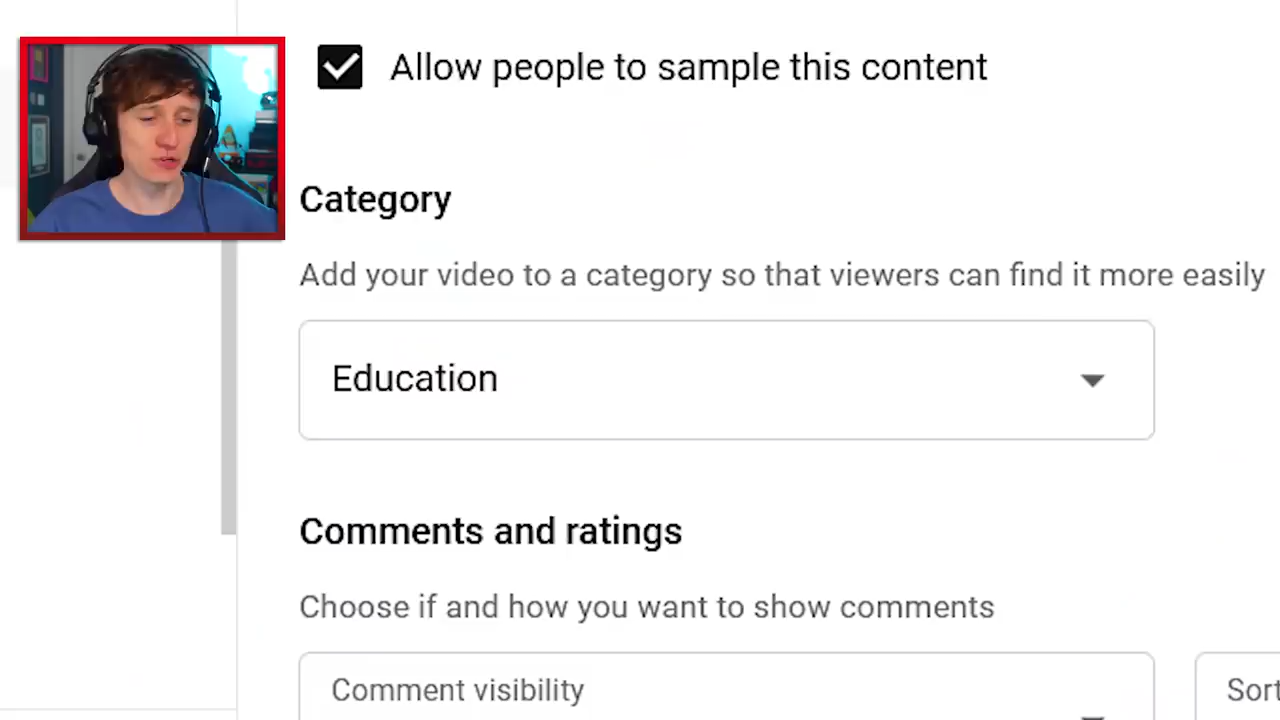 Allow people to sample this content
Category
Add your video to a category so that viewers can find it more easily
Education
Comments and ratings
Choose if and how you want to show comments
Comment visibility
Sort